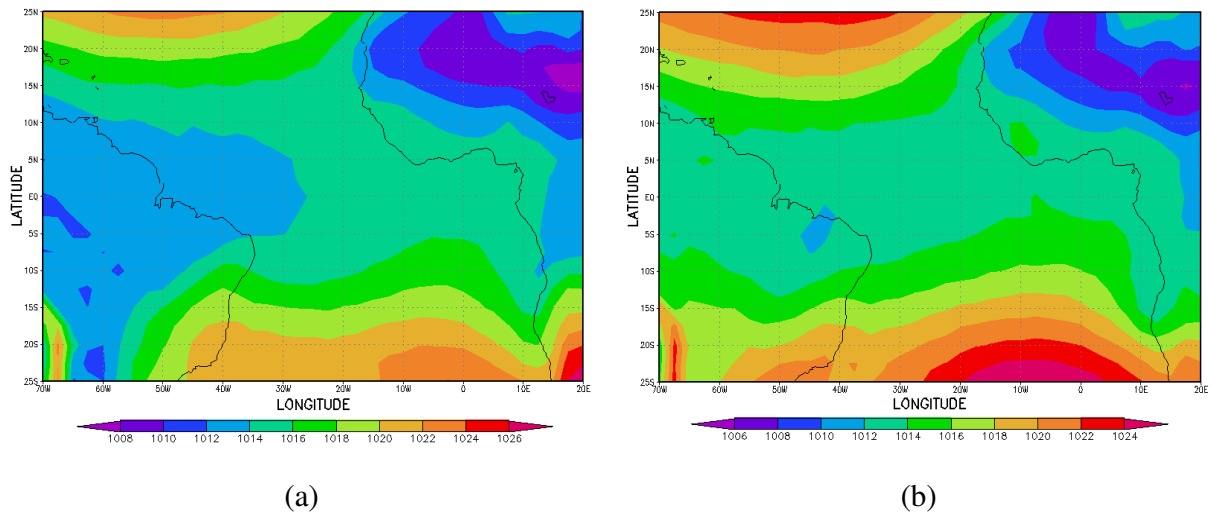 25N
20N
15N
10N
5N
EQ
5S
10S
15S
20S
25S
LATITUDE
70W 60W 50W 40W 30W 20W 10W 0 10E 20E
LONGITUDE
1008 1010 1012 1014 1016 1018 1020 1022 1024 1026
(a)
25N
20N
15N
10N
5N
EQ
5S
10S
15S
20S
25S
LATITUDE
70W 60W 50W 40W 30W 20W 10W 0 10E 20E
LONGITUDE
1006 1008 1010 1012 1014 1016 1018 1020 1022 1024
(b)